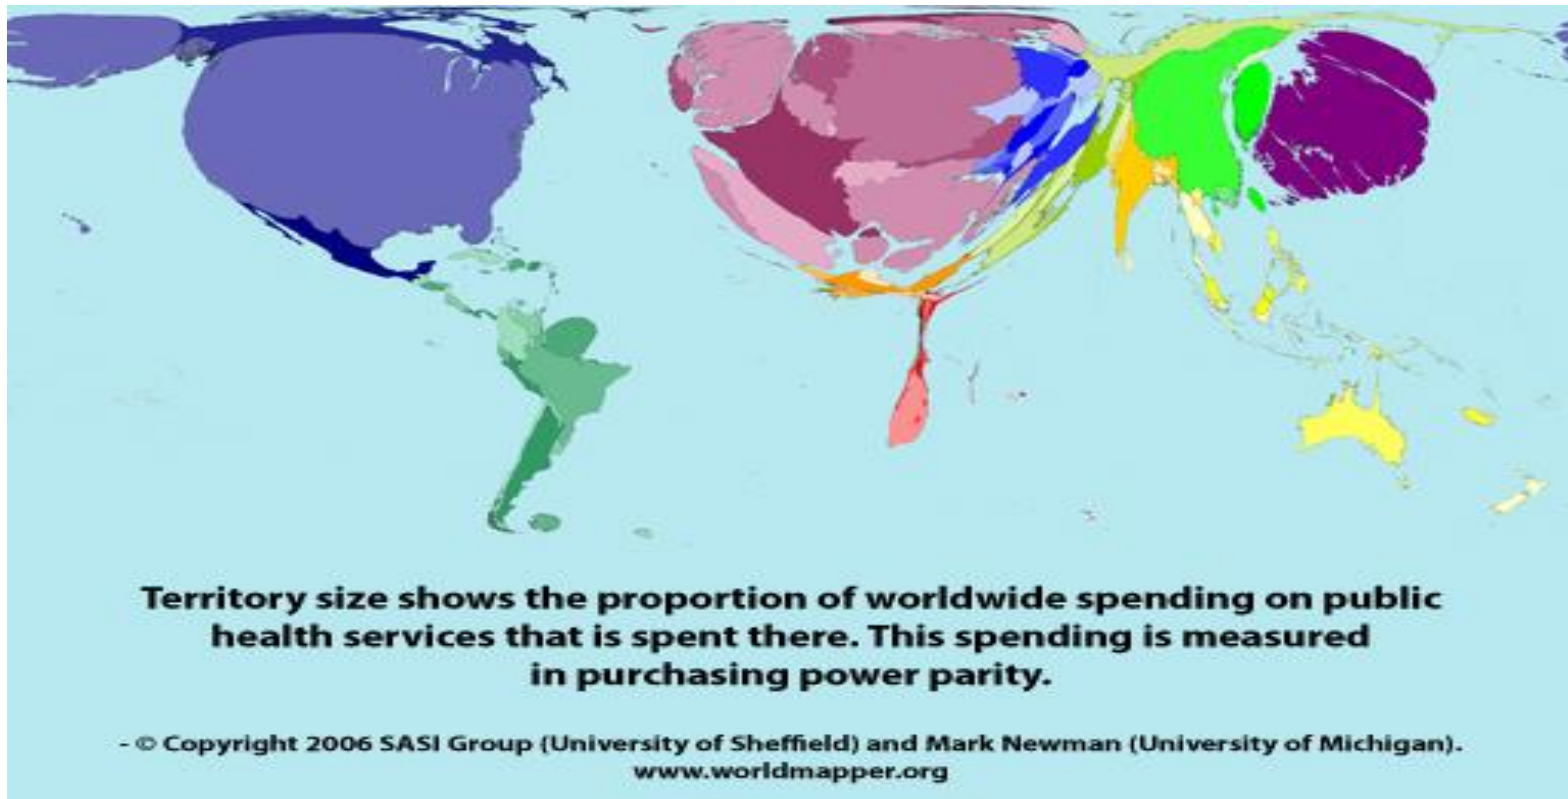 Territory size shows the proportion of worldwide spending on public
health services that is spent there. This spending is measured
in purchasing power parity.
- © Copyright 2006 SASI Group (University of Sheffield) and Mark Newman (University of Michigan).
www.worldmapper.org